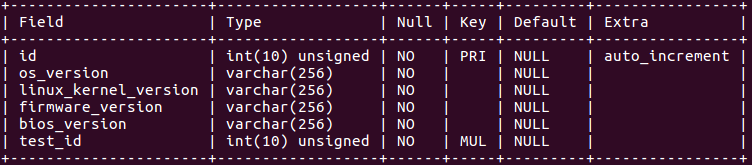 +----------------------+------------------+------+-----+---------+----------------+
| Field                | Type             | Null | Key | Default | Extra          |
+----------------------+------------------+------+-----+---------+----------------+
| id                   | int(10) unsigned | NO   | PRI | NULL    | auto_increment |
| os_version           | varchar(256)     | NO   |     | NULL    |                |
| linux_kernel_version | varchar(256)     | NO   |     | NULL    |                |
| firmware_version     | varchar(256)     | NO   |     | NULL    |                |
| bios_version         | varchar(256)     | NO   |     | NULL    |                |
| test_id              | int(10) unsigned | NO   | MUL | NULL    |                |
+----------------------+------------------+------+-----+---------+----------------+